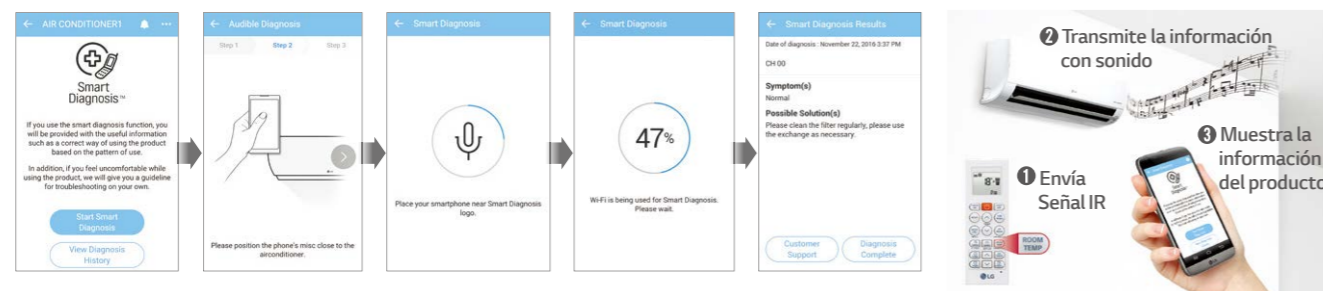 AIR CONDITIONER1
Smart
Diagnosis™
If you use the smart diagnosis function, you
will be provided with the useful information
such as a correct way of using the product
based on the pattern of use.
In addition, if you feel uncomfortable while
using the product, we will give you a guideline
for troubleshooting on your own.
Start Smart
Diagnosis
View Diagnosis
History
Audible Diagnosis
Step 1 Step 2 Step 3
Please position the phone's misc close to the
airconditioner.
Smart Diagnosis
Place your smartphone near Smart Diagnosis
logo.
Smart Diagnosis
47%
Wi-Fi is being used for Smart Diagnosis.
Please wait.
Customer
Support
Diagnosis
Complete
Smart Diagnosis Results
Date of diagnosis : November 22, 2016 3:37 PM
CH 00
Symptom(s)
Normal
Possible Solution(s)
Please clean the filter regularly, please use
the exchange as necessary.
2 Transmite la información
con sonido
3 Muestra la
información
del producto
1 Envía
Señal IR
ROOM
TEMP
LG
Smart
Diagnosis